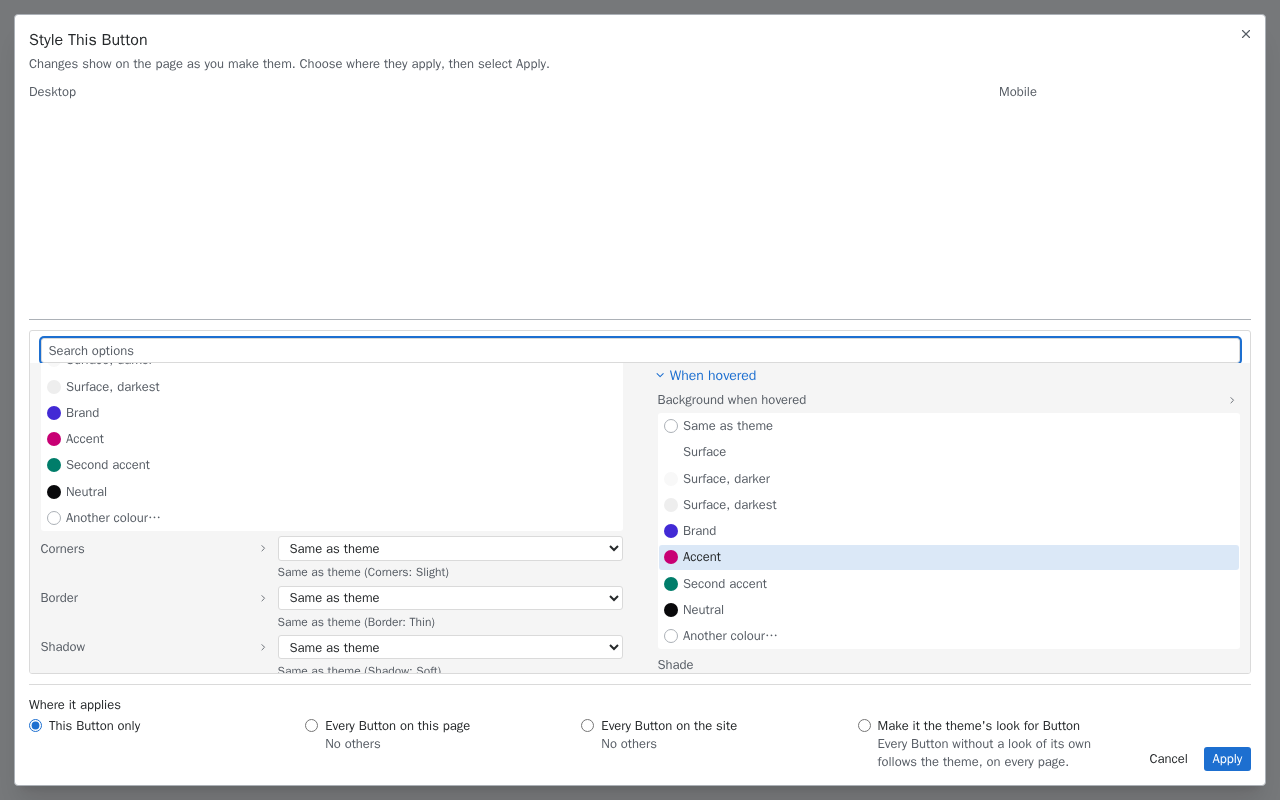 Style This Button
Changes show on the page as you make them. Choose where they apply, then select Apply.
Desktop
Mobile
Search options
Surface, darkest
Brand
Accent
Second accent
Neutral
Another colour···
Corners
Same as theme
Same as theme (Corners: Slight)
Border
Same as theme
Same as theme (Border: Thin)
Shadow
Same as theme
Same as theme (Shadow: Soft)
When hovered
Background when hovered
Same as theme
Surface
Surface, darker
Surface, darkest
Brand
Accent
Second accent
Neutral
Another colour···
Shade
Where it applies
This Button only
Every Button on this page
No others
Every Button on the site
No others
Make it the theme's look for Button
Every Button without a look of its own
follows the theme, on every page.
Cancel
Apply